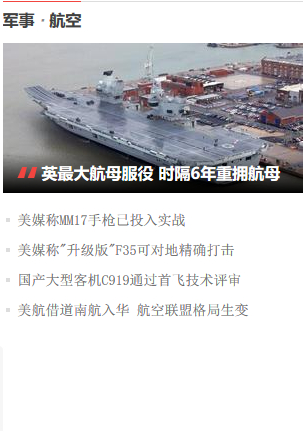 军事·航空
英最大航母服役 时隔6年重拥航母
美媒称MM17手枪已投入实战
美媒称"升级版"F35可对地精确打击
国产大型客机C919通过首飞技术评审
美航借道南航入华 航空联盟格局生变